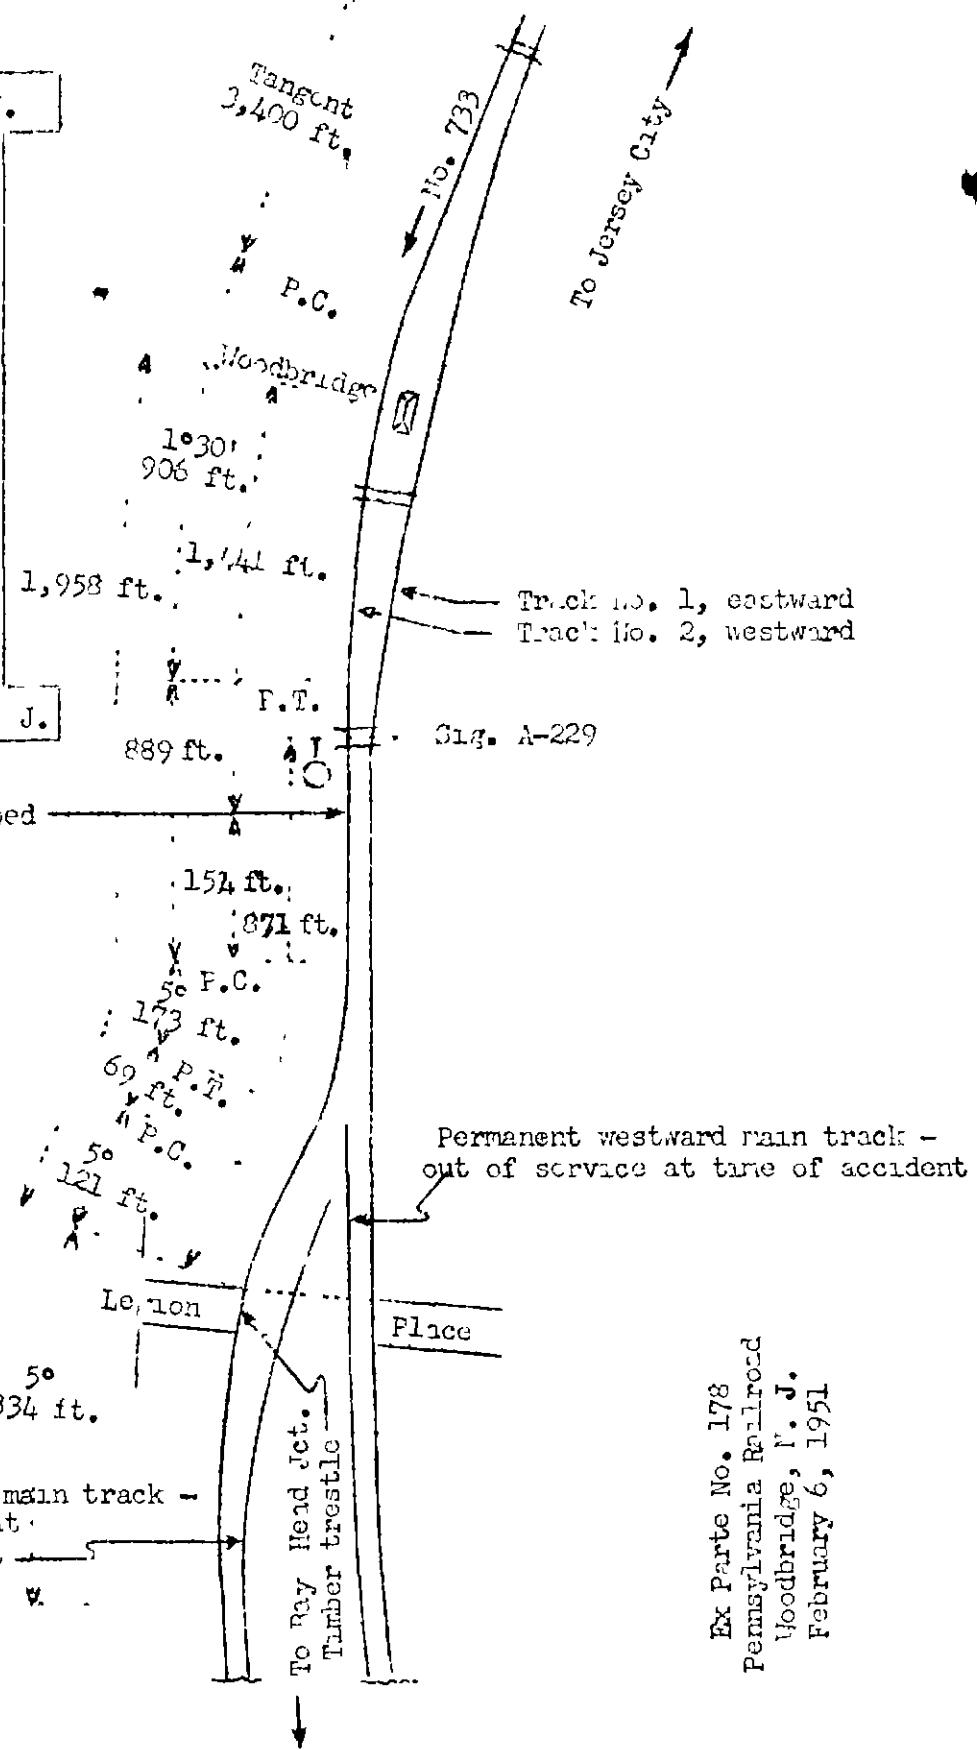 Tangent
3,400 ft.
No. 733
To Jersey City
P.C.
Woodbridge
1°30'
906 ft.
ft.
1,958 ft.
Track No. 1, eastward
Track No. 2, westward
P.T.
J.
889 ft.
Sig. A-229
154 ft.
871 ft.
5°
P.C.
173 ft.
69 ft.
P.T.
P.C.
5°
121 ft.
Permanent westward main track -
out of service at time of accident
Place
5°
334 ft.
main track -
To Bay Head Jct.
Timber trestle
Ex Parte No. 178
Pennsylvania Railroad
Woodbridge, N. J.
February 6, 1951